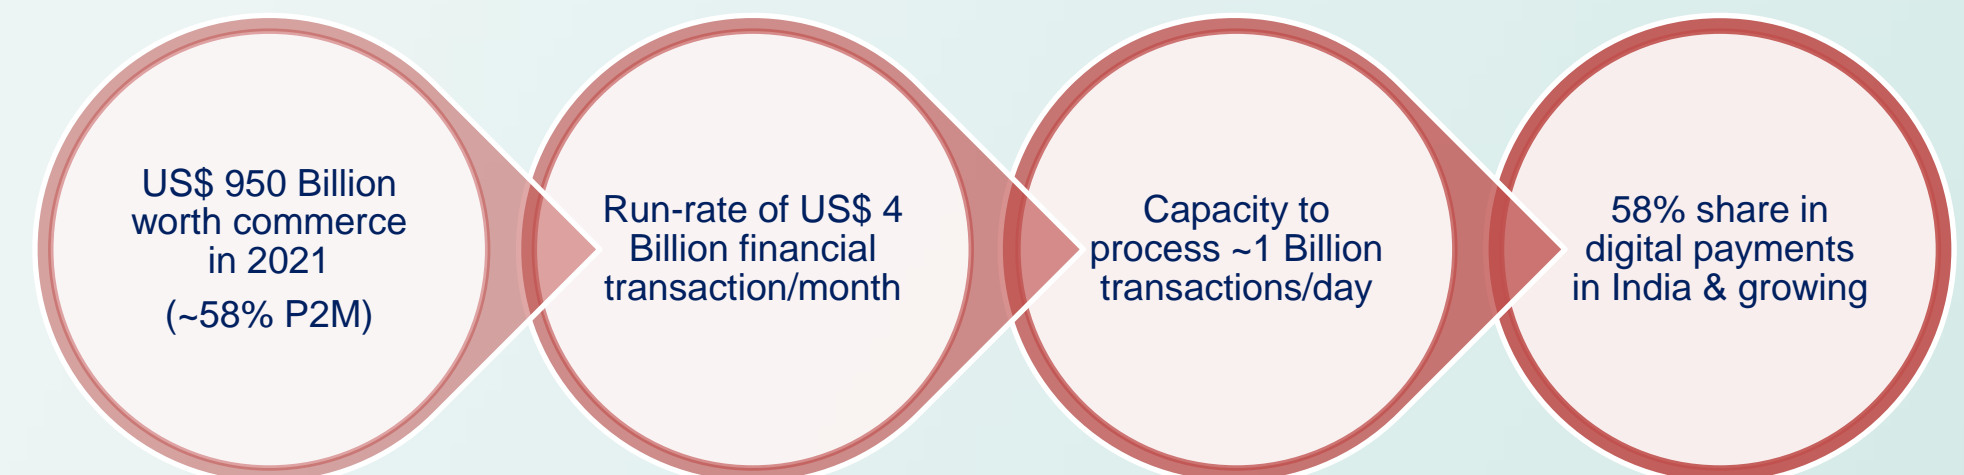 US$ 950 Billion
worth commerce
in 2021
(~58% P2M)
Run-rate of US$ 4
Billion financial
transaction/month
Capacity to
process ~1 Billion
transactions/day
58% share in
digital payments
in India & growing